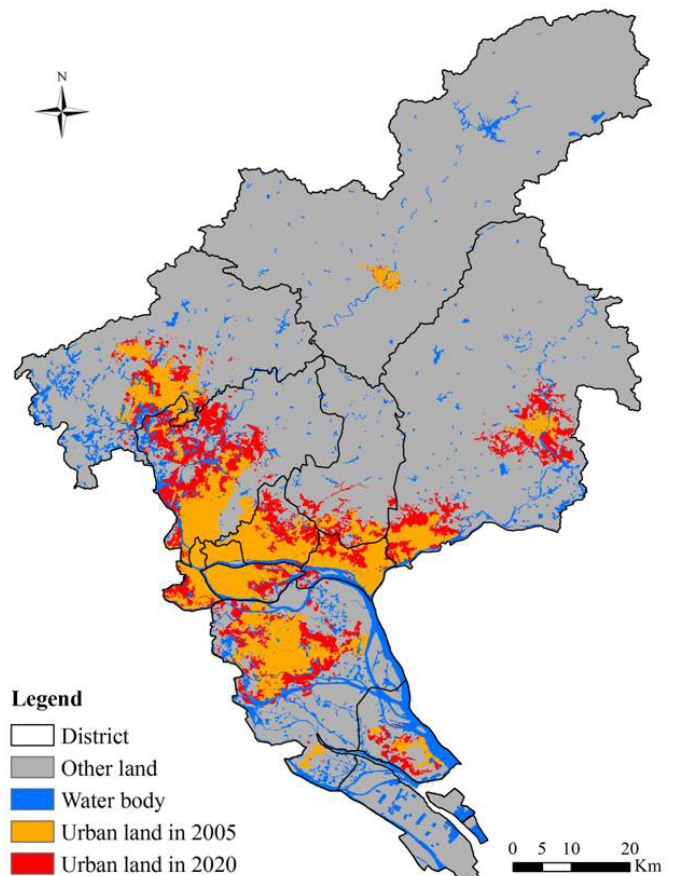 N
Legend
District
Other land
Water body
Urban land in 2005
Urban land in 2020
0 5 10 20
Km